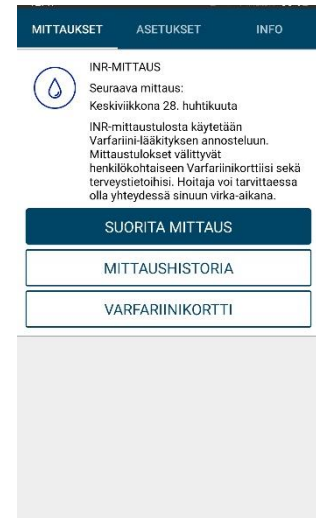 MITTAUKSET ASETUKSET INFO
INR-MITTAUS
Seuraava mittaus:
Keskiviikkona 28. huhtikuuta
INR-mittaustulosta käytetään
Varfariini-lääkityksen annosteluun.
Mittaustulokset välittyvät
henkilökohtaiseen Varfariinikorttiisi sekä
terveystietoihisi. Hoitaja voi tarvittaessa
olla yhteydessä sinuun virka-aikana.
SUORITA MITTAUS
MITTAUSHISTORIA
VARFARIINIKORTTI